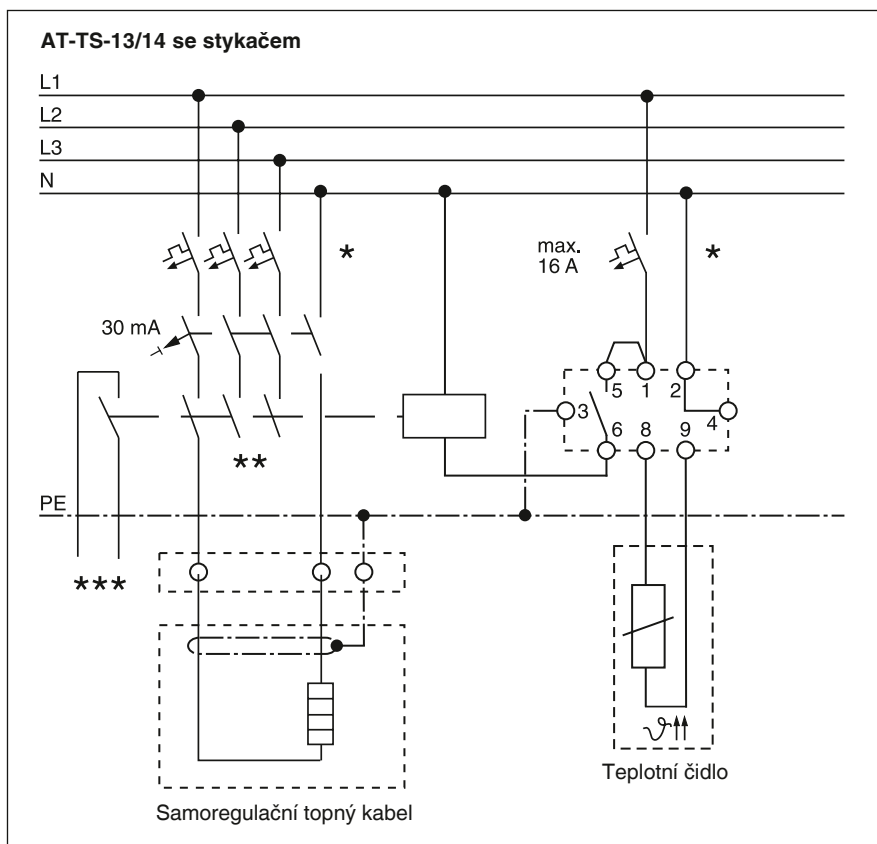 AT-TS-13/14 se stykačem
L1
L2
L3
N
*
max.
16 A
*
30 mA
5 1 2
3
4
6 8 9
**
PE
***
ϑ
Teplotní čidlo
Samoregulační topný kabel